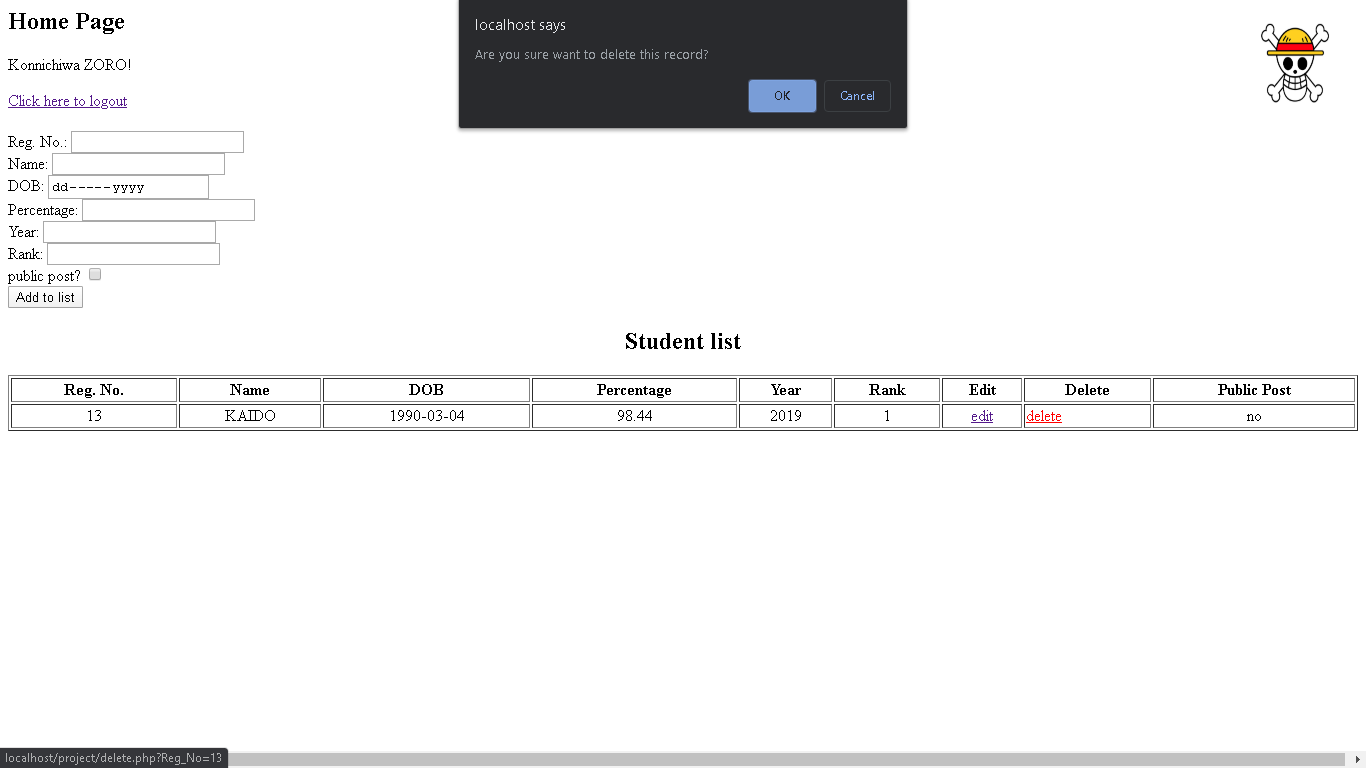 Home Page
localhost says
Are you sure want to delete this record?
OK Cancel
Konnichiwa ZORO!
Click here to logout
Reg. No.:
Name:
DOB: dd-----yyyy
Percentage:
Year:
Rank:
public post?
Add to list
Student list
Reg. No. Name DOB Percentage Year Rank Edit Delete Public Post
13 KAIDO 1990-03-04 98.44 2019 1 edit delete no
localhost/project/delete.php?Reg_No=13